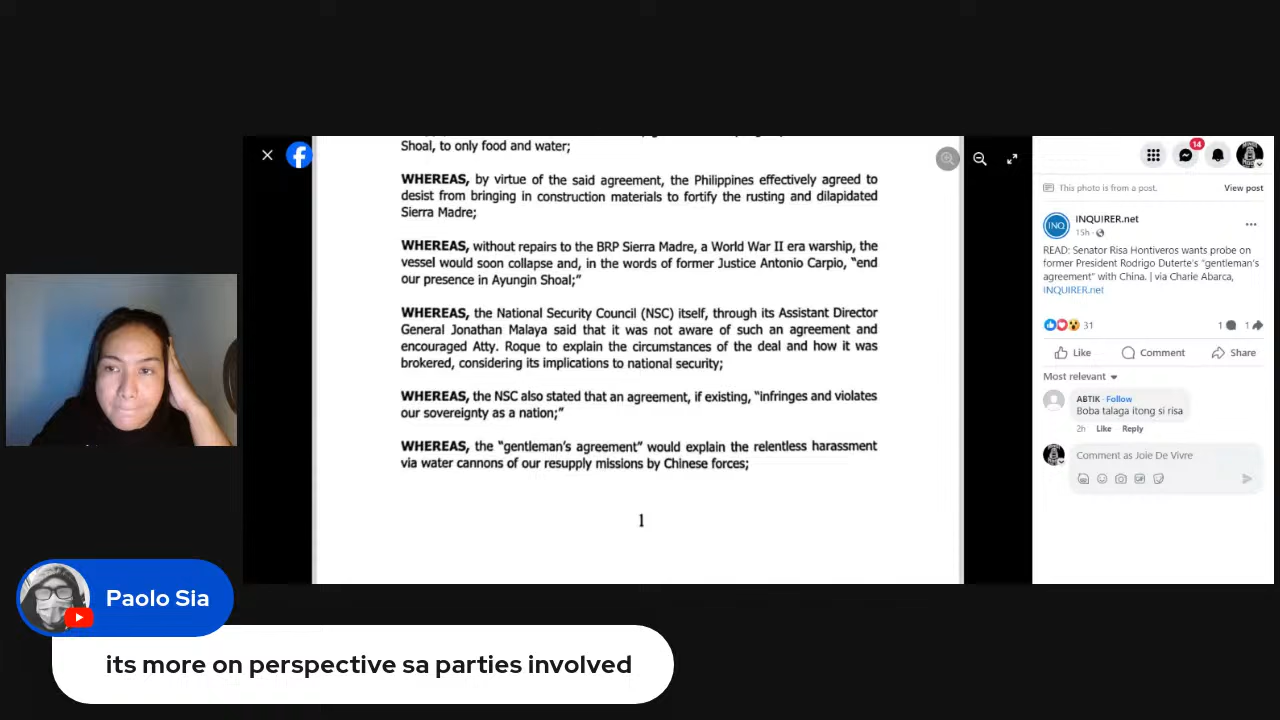 Shoal, to only food and water;
WHEREAS, by virtue of the said agreement, the Philippines effectively agreed to
desist from bringing in construction materials to fortify the rusting and dilapidated
Sierra Madre;
WHEREAS, without repairs to the BRP Sierra Madre, a World War II era warship, the
vessel would soon collapse and, in the words of former Justice Antonio Carpio, “end
our presence in Ayungin Shoal;”
WHEREAS, the National Security Council (NSC) itself, through its Assistant Director
General Jonathan Malaya said that it was not aware of such an agreement and
encouraged Atty. Roque to explain the circumstances of the deal and how it was
brokered, considering its implications to national security;
WHEREAS, the NSC also stated that an agreement, if existing, “infringes and violates
our sovereignty as a nation;”
WHEREAS, the “gentleman’s agreement” would explain the relentless harassment
via water cannons of our resupply missions by Chinese forces;
1
14
This photo is from a post.
View post
INQ
INQUIRER.net
15h ·
READ: Senator Risa Hontiveros wants probe on
former President Rodrigo Duterte's “gentleman's
agreement” with China. | via Charie Abarca,
INQUIRER.net
31
1
1
Like
Comment
Share
Most relevant
ABTIK · Follow
Boba talaga itong si risa
2h Like Reply
Comment as Joie De Vivre
Paolo Sia
its more on perspective sa parties involved